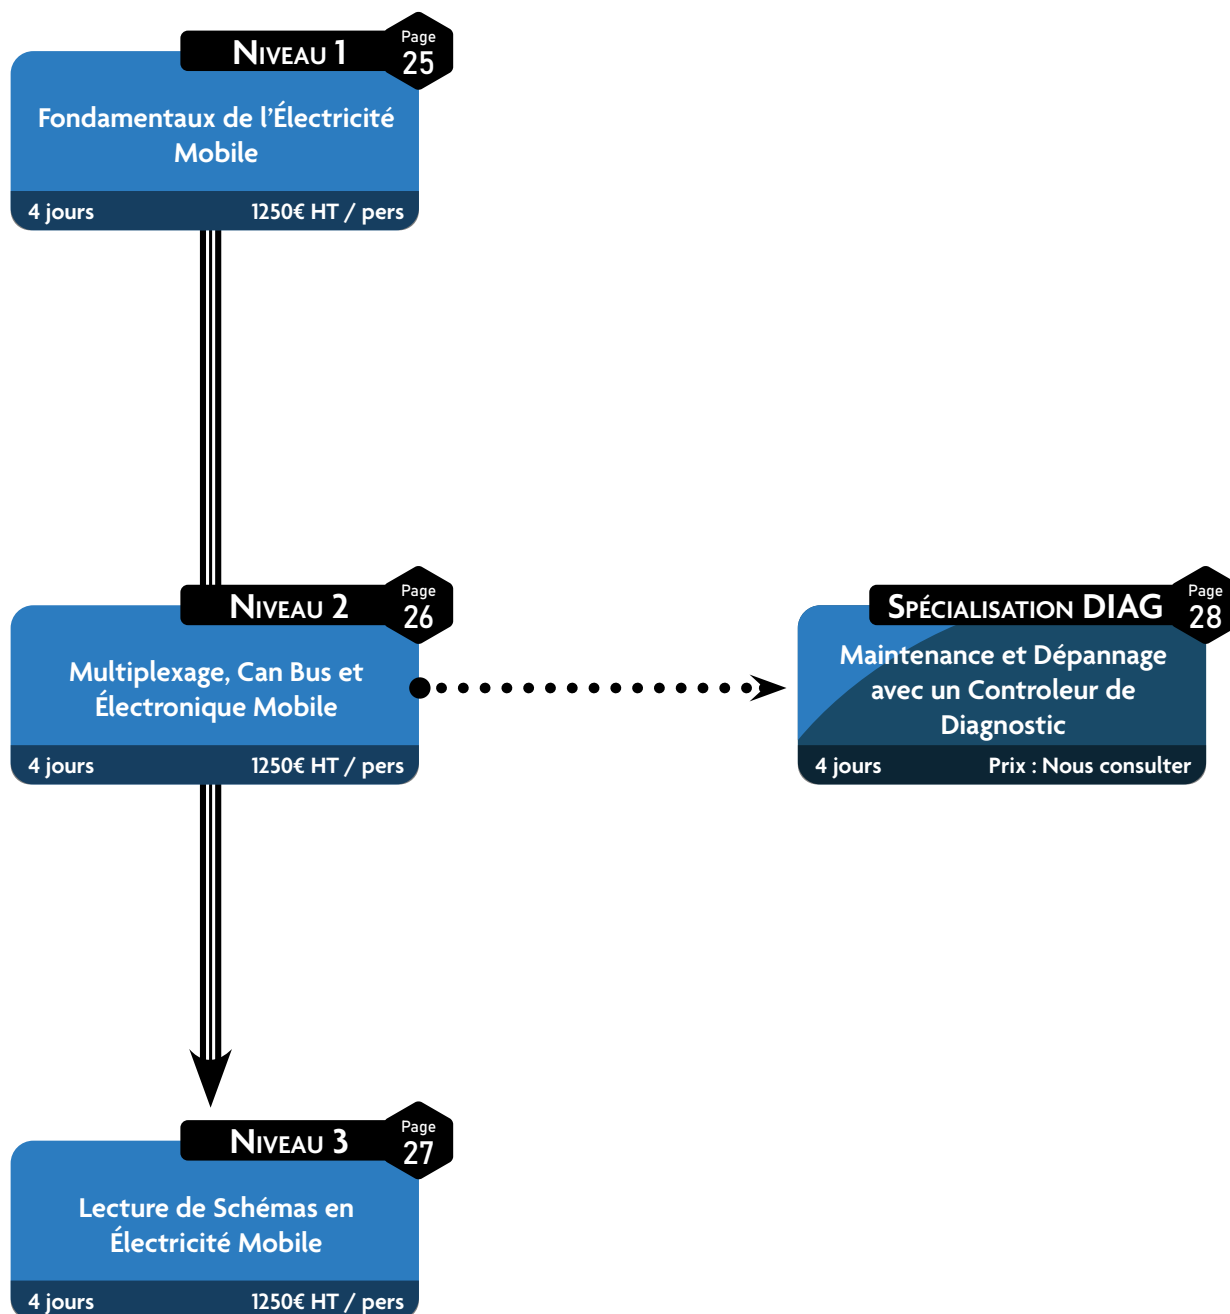 Niveau 1
Page
25
Fondamentaux de l'Électricité
Mobile
4 jours 1250€ HT / pers
Niveau 2
Page
26
Multiplexage, Can Bus et
Électronique Mobile
4 jours 1250€ HT / pers
Spécialisation DIAG
Page
28
Maintenance et Dépannage
avec un Controleur de
Diagnostic
4 jours Prix : Nous consulter
Niveau 3
Page
27
Lecture de Schémas en
Électricité Mobile
4 jours 1250€ HT / pers